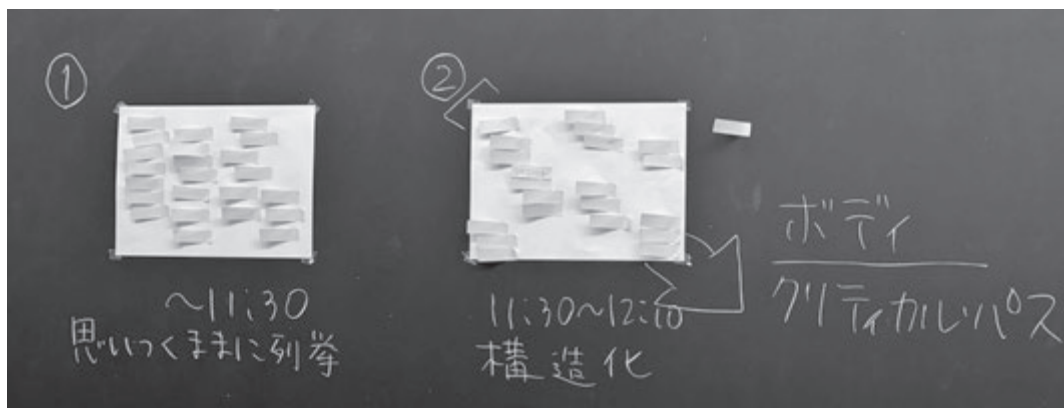 ①
~11:30
思いつくままに列挙
②
11:30~12:10
構造化
ボディ
クリティカルパス